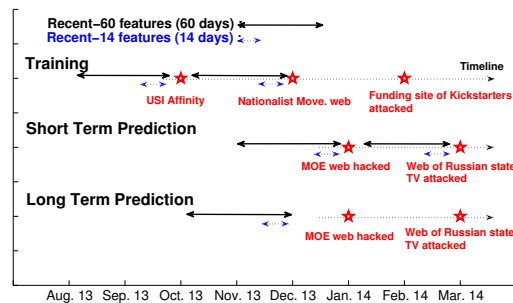 Recent−60 features (60 days)
Recent−14 features (14 days)
Training
Timeline
USI Affinity
Nationalist Move. web
Funding site of Kickstarters
attacked
Short Term Prediction
MOE web hacked
Web of Russian state
TV attacked
Long Term Prediction
MOE web hacked
Web of Russian state
TV attacked
Aug. 13 Sep. 13 Oct. 13 Nov. 13 Dec. 13 Jan. 14 Feb. 14 Mar. 14